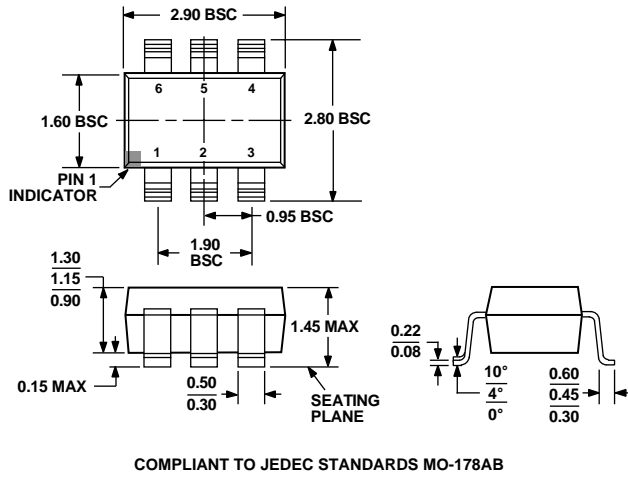 2.90 BSC
6 5 4
1.60 BSC
2.80 BSC
1 2 3
PIN 1
INDICATOR
0.95 BSC
1.90
BSC
1.30
1.15
0.90
1.45 MAX
0.15 MAX
0.50
0.30
SEATING
PLANE
0.22
0.08
10°
4°
0°
0.60
0.45
0.30
COMPLIANT TO JEDEC STANDARDS MO-178AB